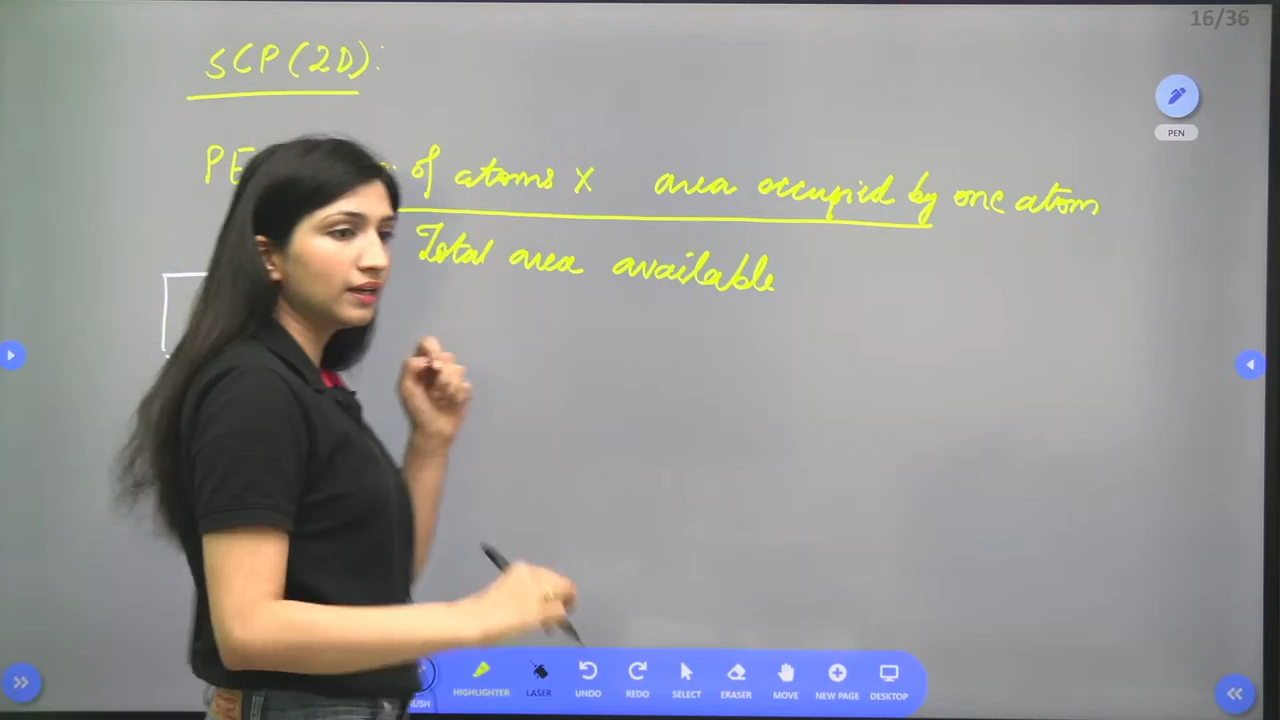 16/36
SCP(2D):
PEN
PE of atoms X area occupied by one atom
Total area available
HIGHLIGHTER LASER UNDO REDO SELECT ERASER MOVE NEW PAGE DESKTOP